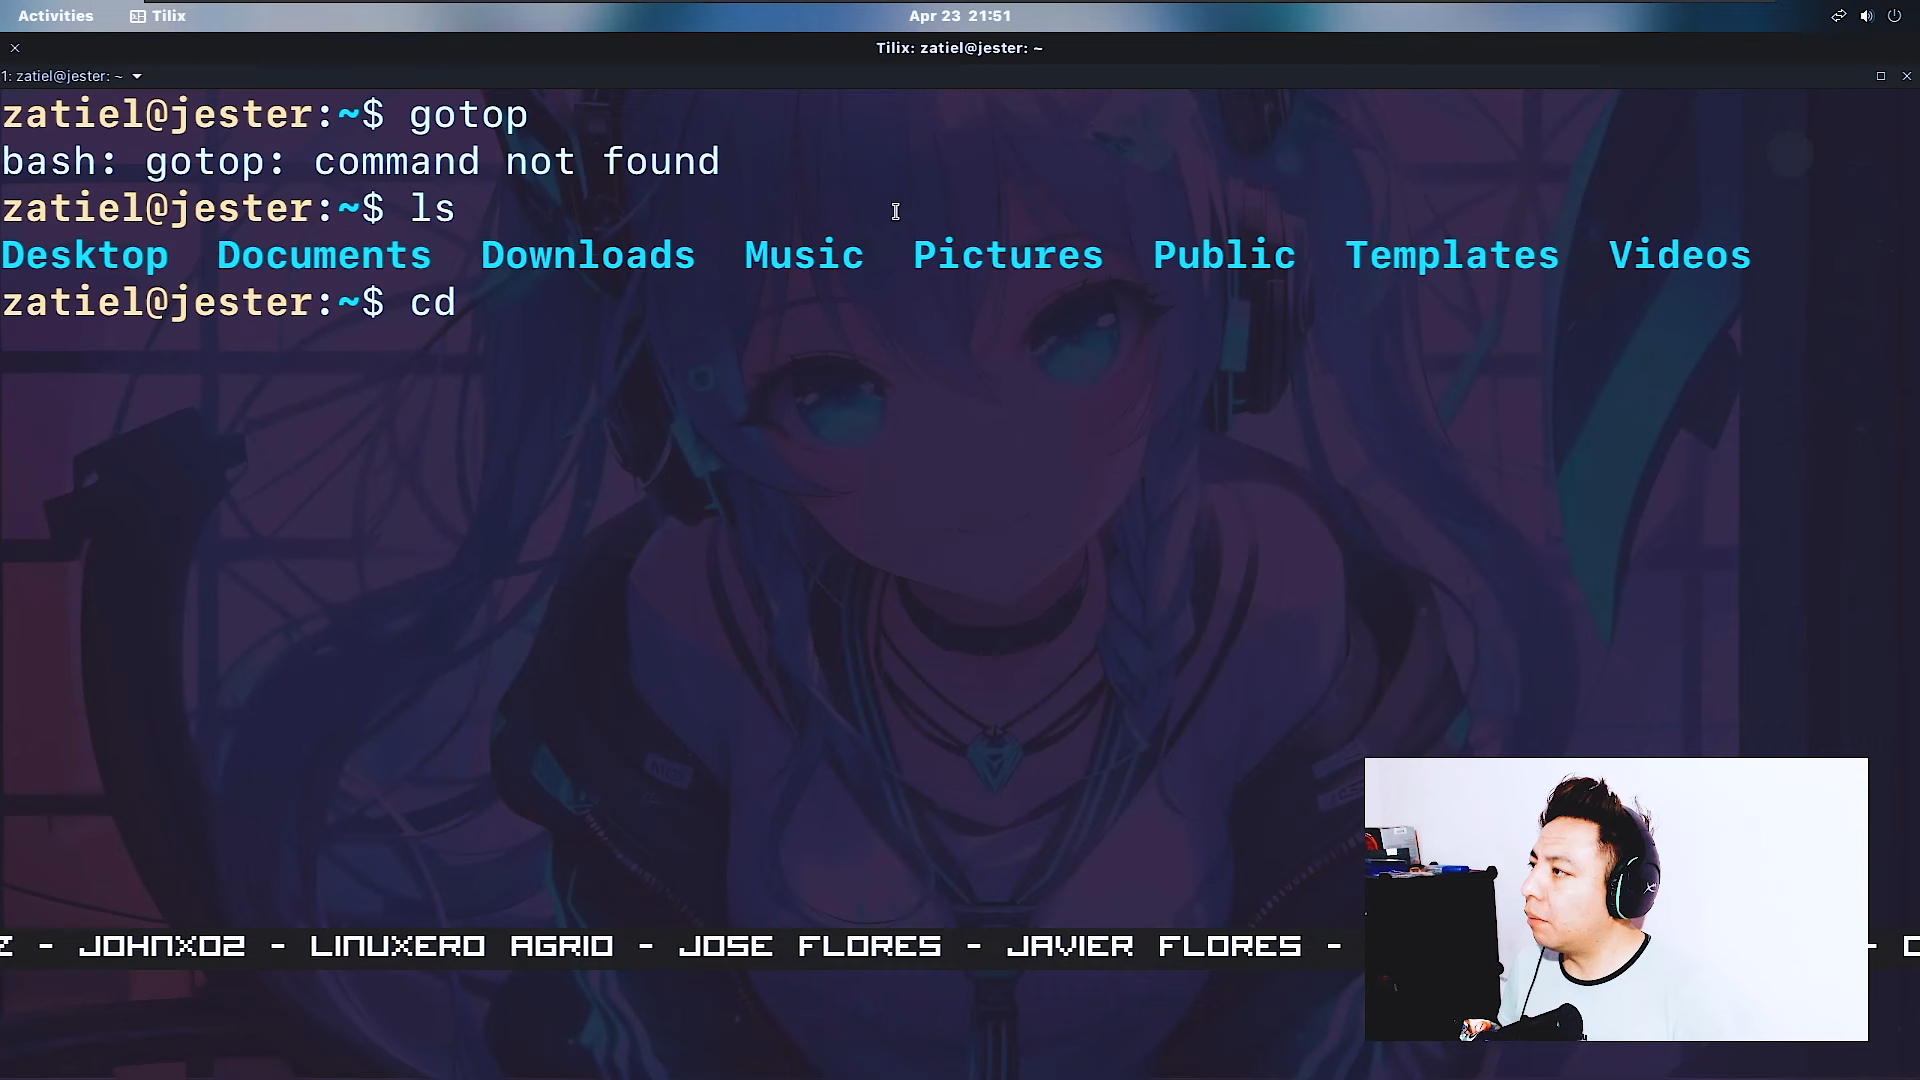 Activities Tilix Apr 23 21:51
Tilix: zatiel@jester: ~
1: zatiel@jester: ~
zatiel@jester:~$ gotop
bash: gotop: command not found
zatiel@jester:~$ ls
Desktop Documents Downloads Music Pictures Public Templates Videos
zatiel@jester:~$ cd
Z - JOHNX02 - LINUXERO AGRIO - JOSE FLORES - JAVIER FLORES - -